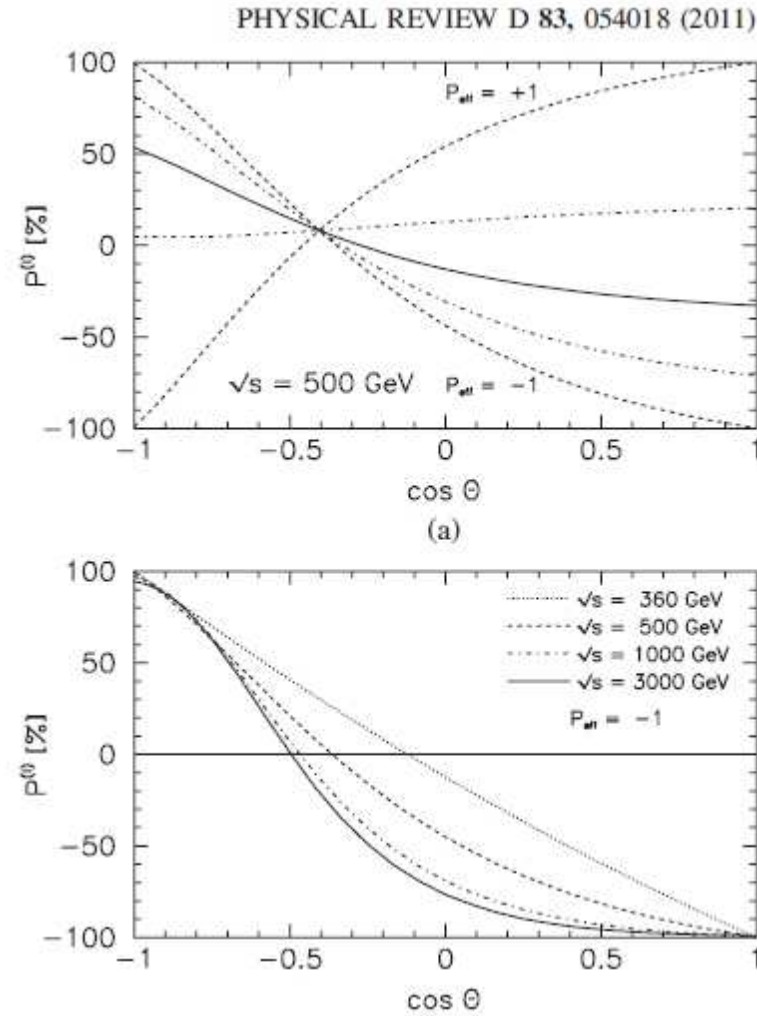 PHYSICAL REVIEW D 83, 054018 (2011)
100
50
0
−50
−100
P⁽ᵗ⁾ [%]
P_eff = +1
√s = 500 GeV P_eff = −1
−1 −0.5 0 0.5 1
cos Θ
(a)
100
50
0
−50
−100
P⁽ᵗ⁾ [%]
√s = 360 GeV
√s = 500 GeV
√s = 1000 GeV
√s = 3000 GeV
P_eff = −1
−1 −0.5 0 0.5 1
cos Θ